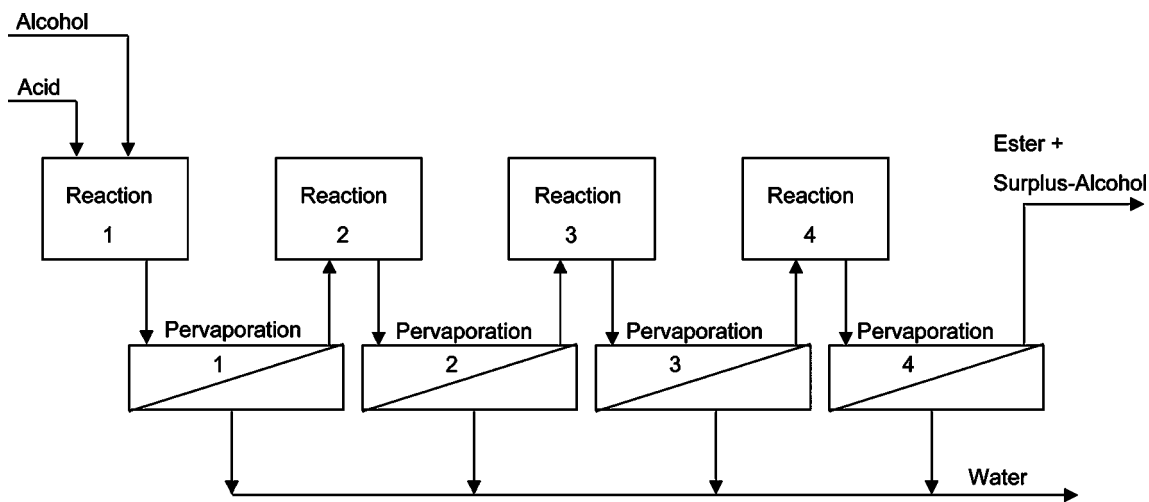 Alcohol
Acid
Ester +
Surplus-Alcohol
Reaction
1
Reaction
2
Reaction
3
Reaction
4
Pervaporation
1
Pervaporation
2
Pervaporation
3
Pervaporation
4
Water